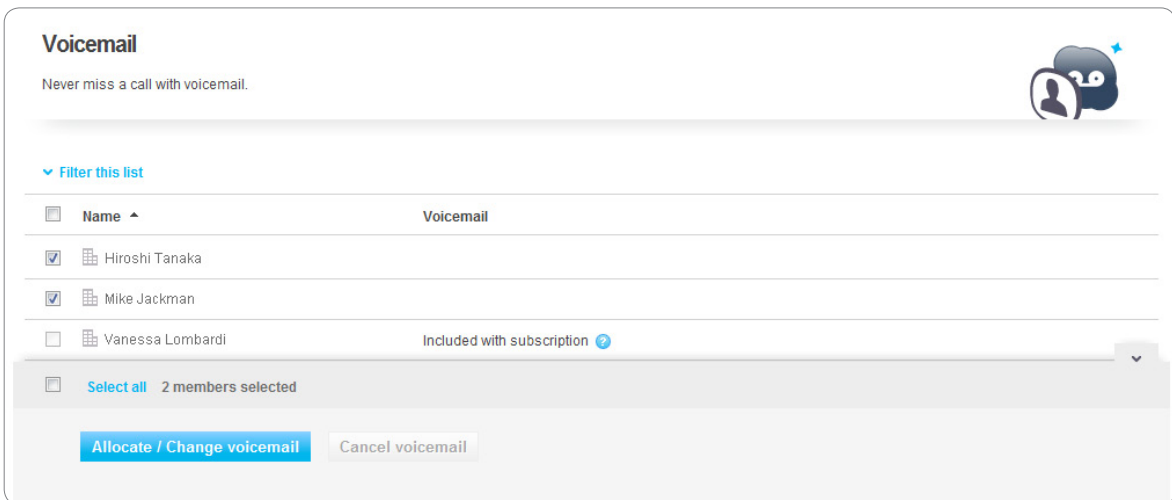 Voicemail
Never miss a call with voicemail.
Filter this list
Name Voicemail
Hiroshi Tanaka
Mike Jackman
Vanessa Lombardi Included with subscription ?
Select all 2 members selected
Allocate / Change voicemail Cancel voicemail